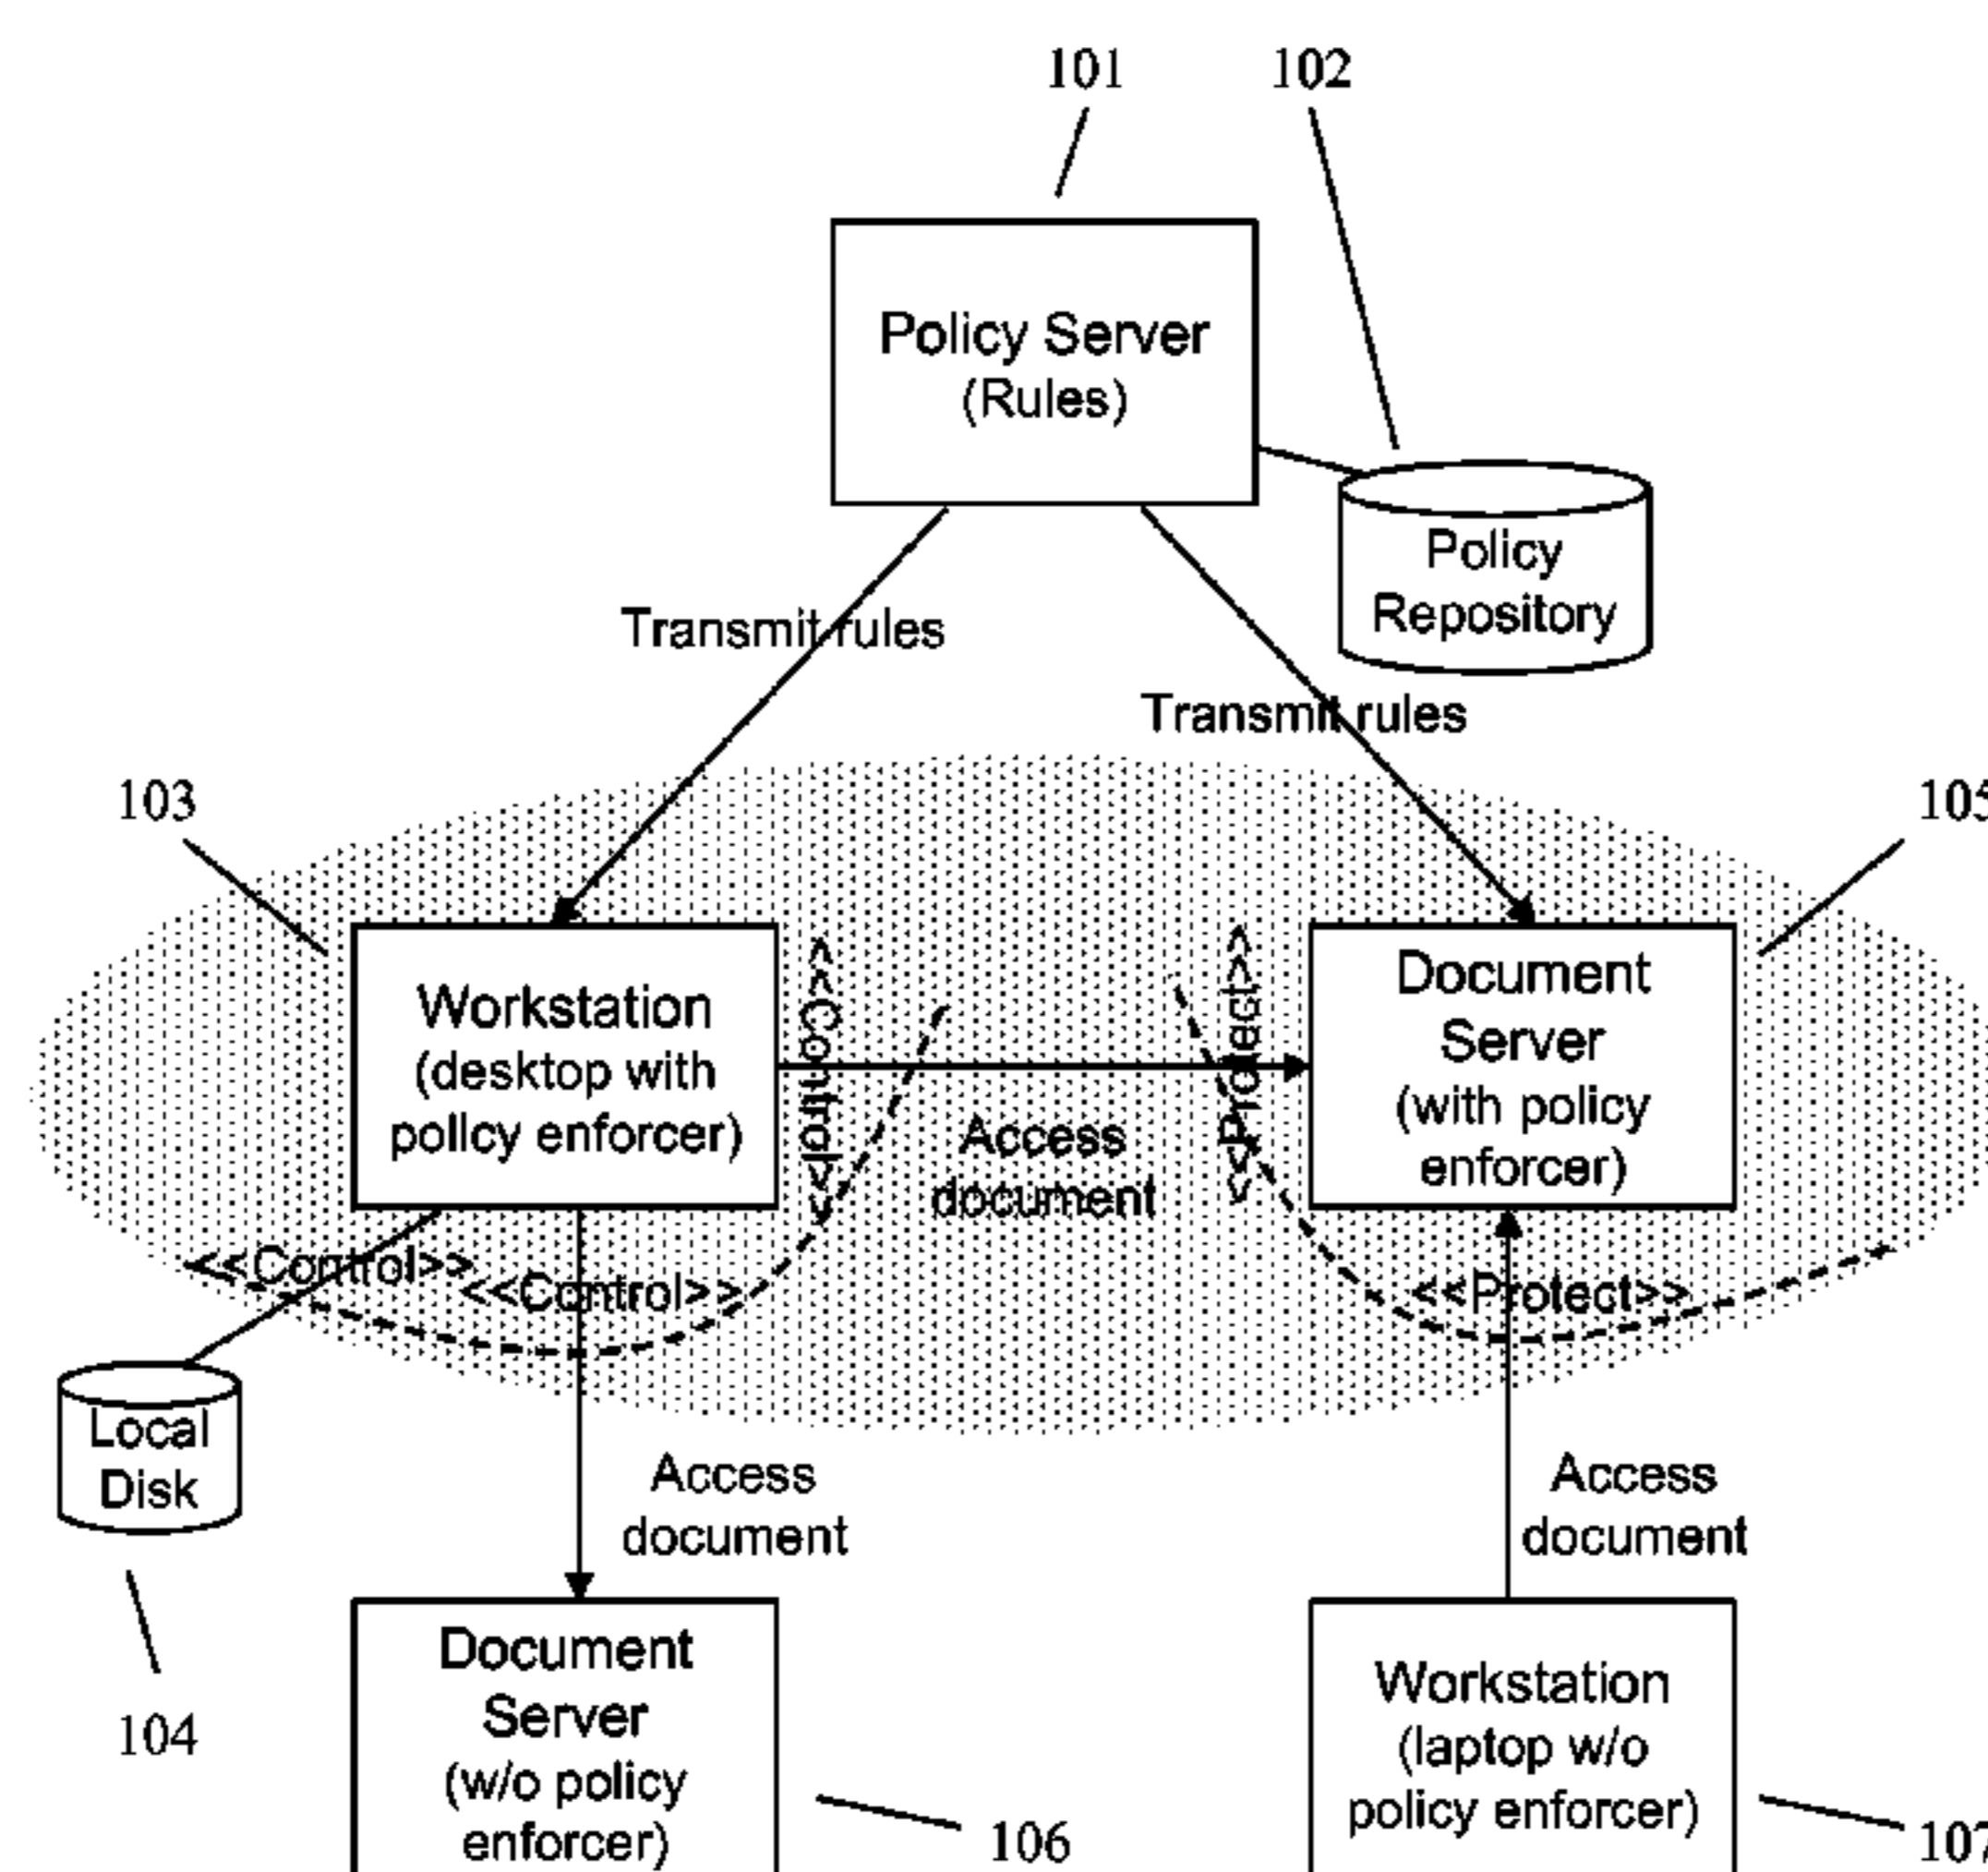 101
102
Policy Server
(Rules)
Policy
Repository
Transmit rules
Transmit rules
103
105
Workstation
(desktop with
policy enforcer)
<<Control>>
<<Protect>>
Document
Server
(with policy
enforcer)
Access
document
<<Control>>
<<Control>>
<<Protect>>
Local
Disk
Access
document
Access
document
104
Document
Server
(w/o policy
enforcer)
106
Workstation
(laptop w/o
policy enforcer)
107